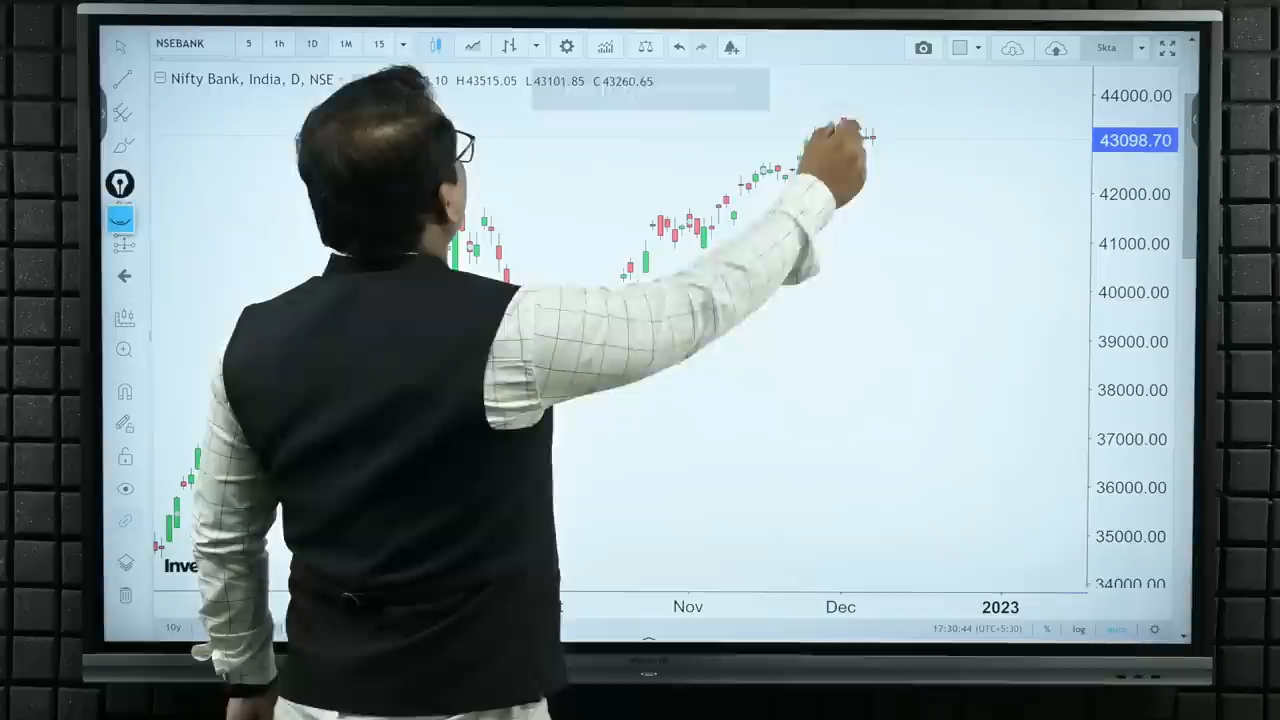 NSEBANK 5 1h 1D 1M 15 5kta
Nifty Bank, India, D, NSE .10 H43515.05 L43101.85 C43260.65
44000.00
43098.70
42000.00
41000.00
40000.00
39000.00
38000.00
37000.00
36000.00
35000.00
34000.00
Inve
Nov Dec 2023
10y 17:30:44 (UTC+5:30) % log auto